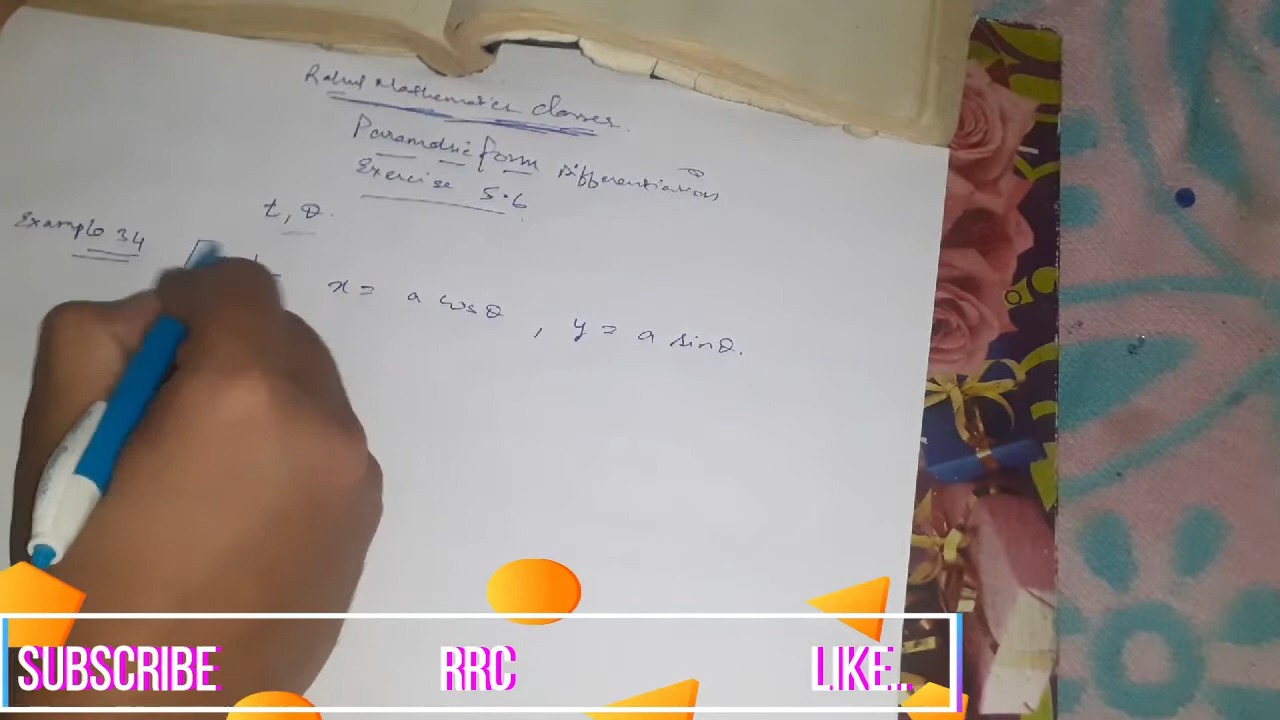 Rahul Mathematics Classes.
Parametric form Differentiation
Exercise 5.6
t, θ.
Example 34
x = a cosθ , y = a sinθ.
SUBSCRIBE RRC LIKE..